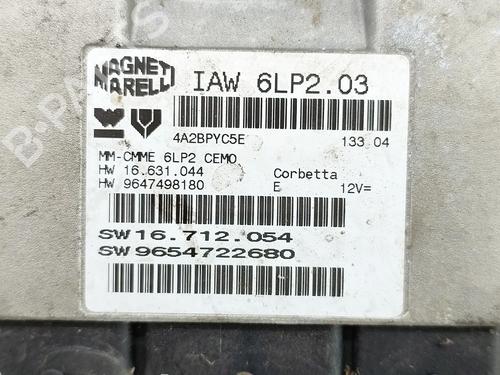 MAGNETI MARELLI
IAW 6LP2.03
4A2BPYC5E 133 04
MM-CMME 6LP2 CEMO
HW 16.631.044 Corbetta
HW 9647498180 E 12V=
SW 16.712.054
SW 9654722680
B-PARTS